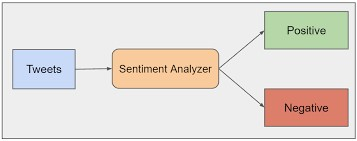 Positive
Tweets
Sentiment Analyzer
Negative